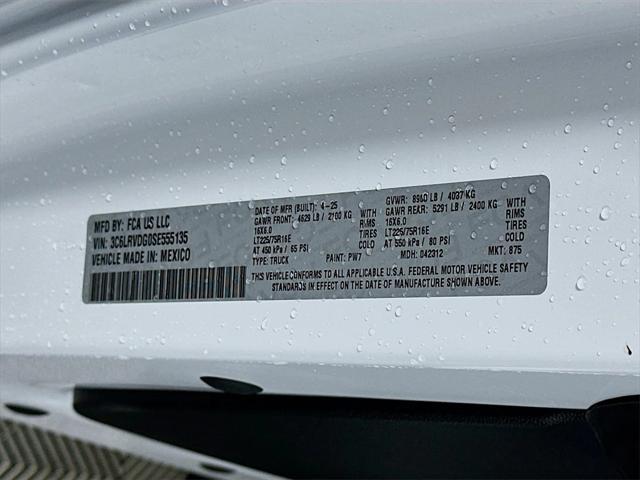 MFD BY: FCA US LLC
VIN: 3C6LRVDG0SE555135
VEHICLE MADE IN: MEXICO
DATE OF MFR (BUILT): 4-25
GAWR FRONT: 4629 LB / 2100 KG WITH
16X6.0 RIMS
LT225/75R16E TIRES
AT 450 kPa / 65 PSI
TYPE: TRUCK PAINT: PW7
GVWR: 8900 LB / 4037 KG
GAWR REAR: 5291 LB / 2400 KG WITH
16X6.0 RIMS
LT225/75R16E TIRES
AT 550 kPa / 80 PSI
MDH: 042312 MKT: 875
THIS VEHICLE CONFORMS TO ALL APPLICABLE U.S.A. FEDERAL MOTOR VEHICLE SAFETY
STANDARDS IN EFFECT ON THE DATE OF MANUFACTURE SHOWN ABOVE.